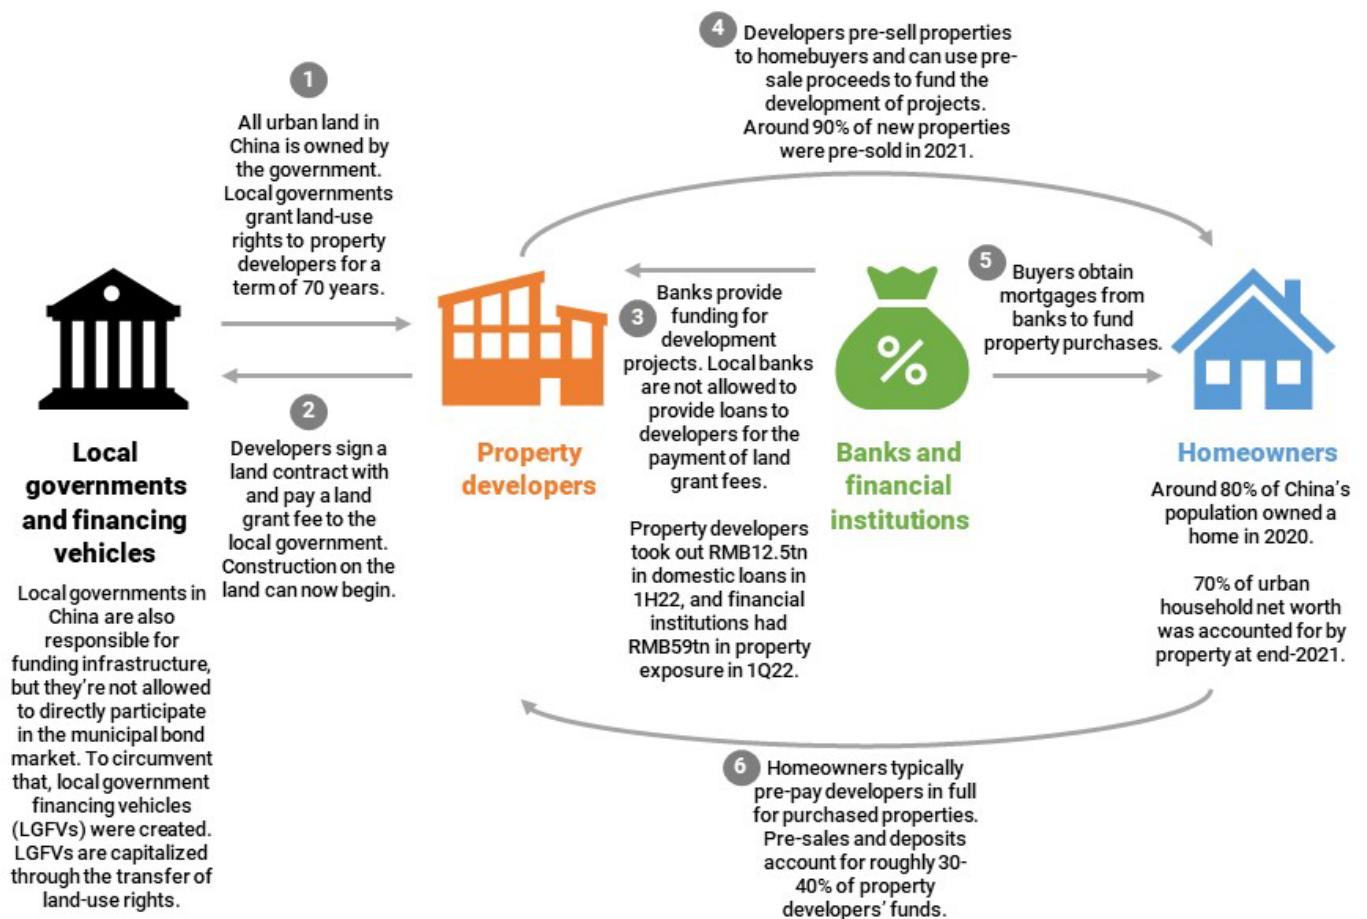 1
All urban land in
China is owned by
the government.
Local governments
grant land-use
rights to property
developers for a
term of 70 years.
2
Developers sign a
land contract with
and pay a land
grant fee to the
local government.
Construction on the
land can now begin.
Local
governments
and financing
vehicles
Local governments in
China are also
responsible for
funding infrastructure,
but they're not allowed
to directly participate
in the municipal bond
market. To circumvent
that, local government
financing vehicles
(LGFVs) were created.
LGFVs are capitalized
through the transfer of
land-use rights.
Property
developers
3
Banks provide
funding for
development
projects. Local banks
are not allowed to
provide loans to
developers for the
payment of land
grant fees.
Property developers
took out RMB12.5tn
in domestic loans in
1H22, and financial
institutions had
RMB59tn in property
exposure in 1Q22.
4
Developers pre-sell properties
to homebuyers and can use pre-
sale proceeds to fund the
development of projects.
Around 90% of new properties
were pre-sold in 2021.
%
Banks and
financial
institutions
5
Buyers obtain
mortgages from
banks to fund
property purchases.
Homeowners
Around 80% of China's
population owned a
home in 2020.
70% of urban
household net worth
was accounted for by
property at end-2021.
6
Homeowners typically
pre-pay developers in full
for purchased properties.
Pre-sales and deposits
account for roughly 30-
40% of property
developers' funds.